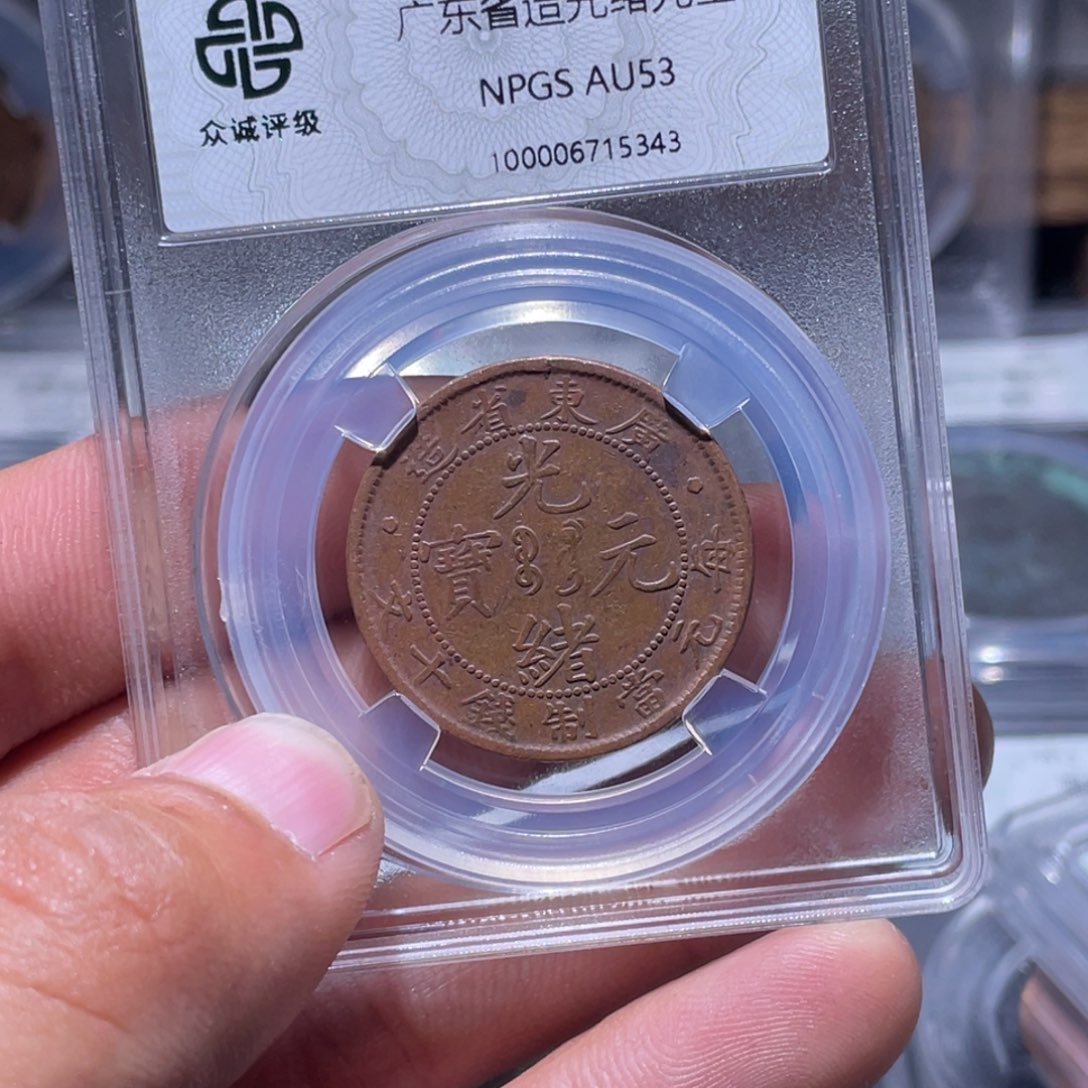 广东省造光绪元宝
NPGS AU53
众诚评级
100006715343
廣東省造
光緒元寶
每元當制錢十文